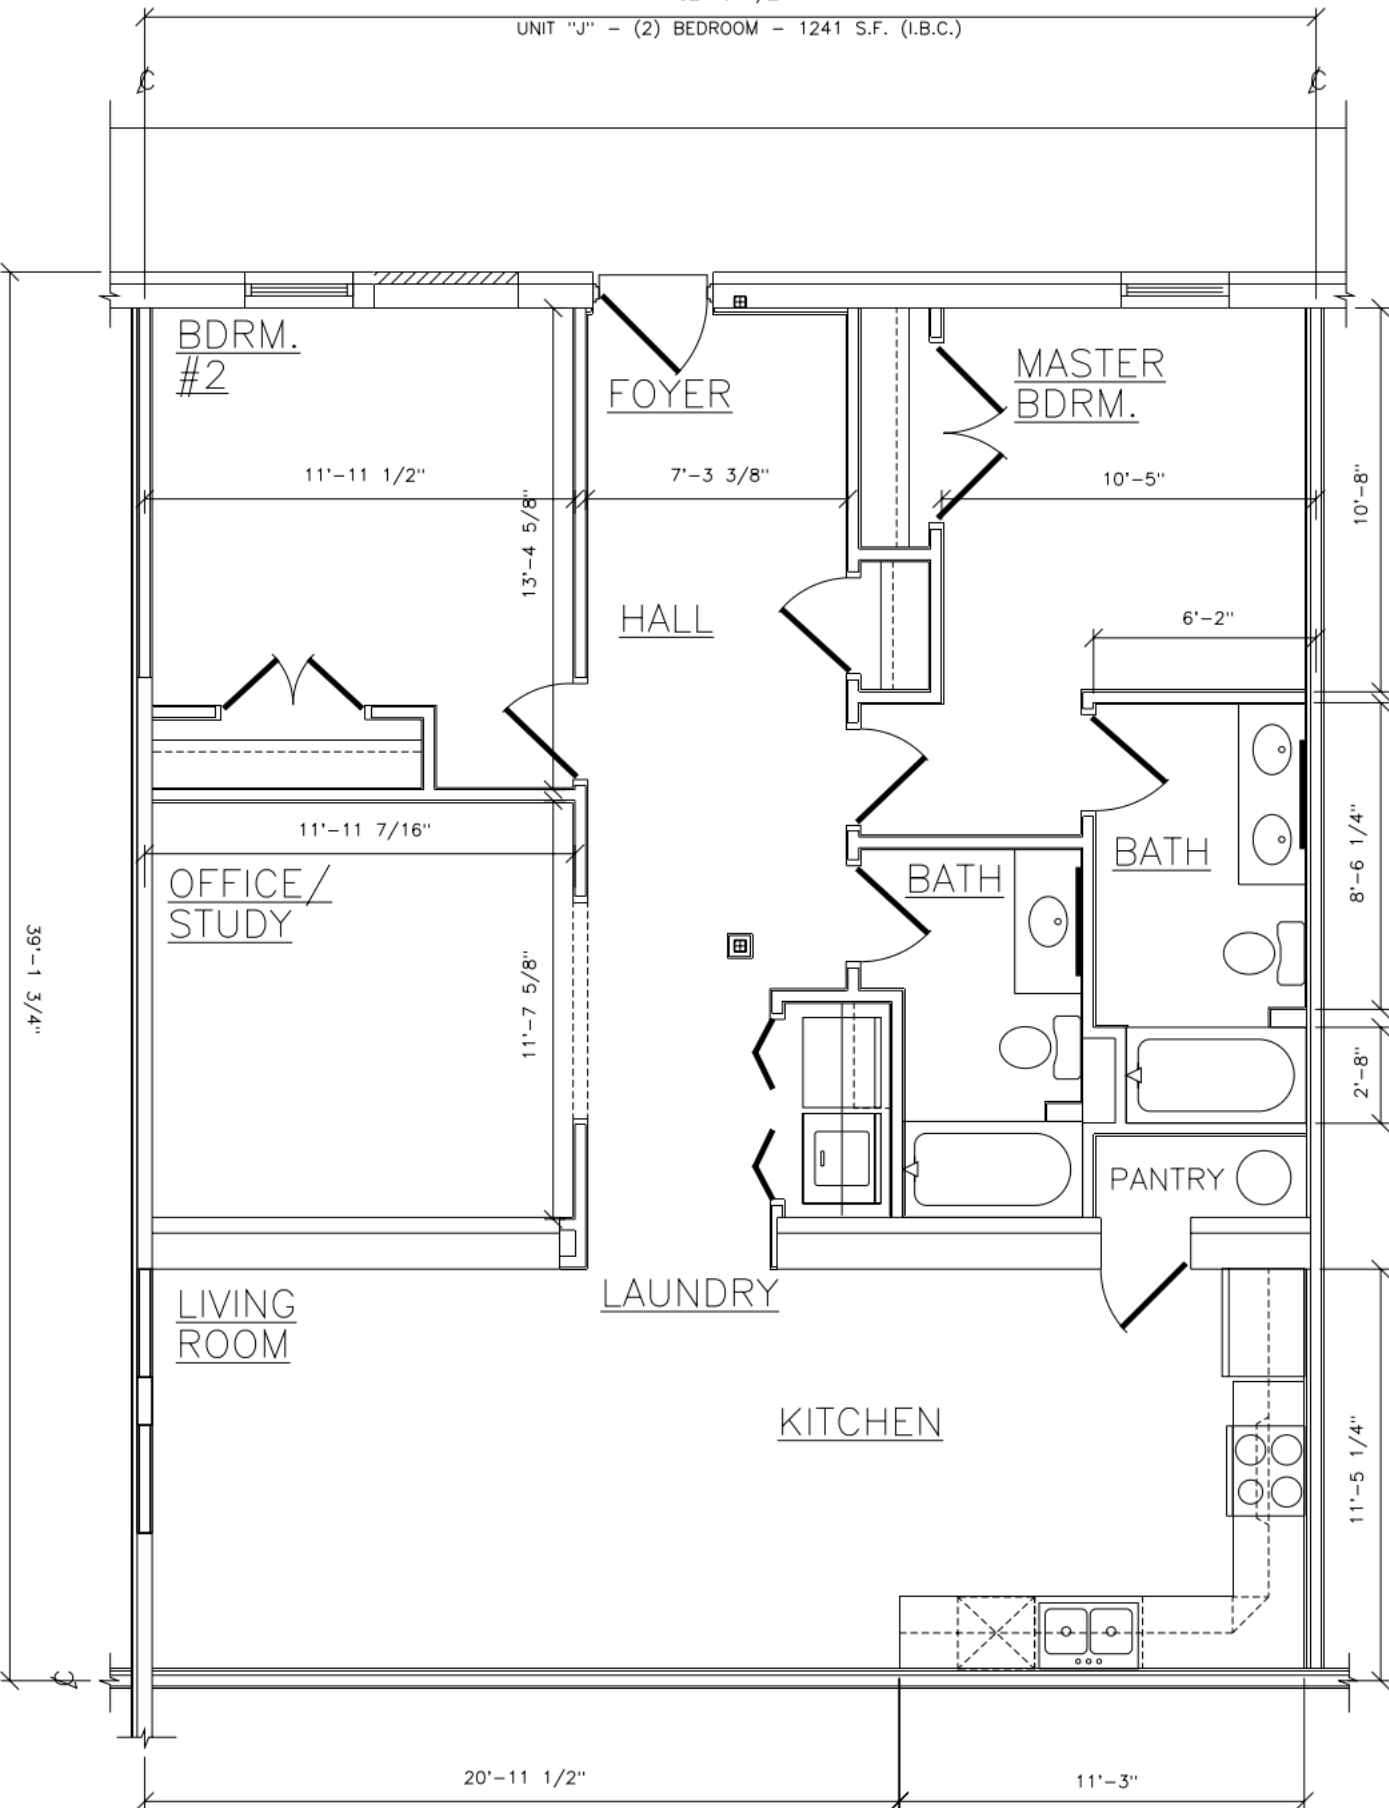 UNIT "J" - (2) BEDROOM - 1241 S.F. (I.B.C.)
BDRM.
#2
FOYER
MASTER
BDRM.
11'-11 1/2"
7'-3 3/8"
10'-5"
10'-8"
13'-4 5/8"
HALL
6'-2"
11'-11 7/16"
OFFICE/
STUDY
BATH
BATH
8'-6 1/4"
39'-1 3/4"
11'-7 5/8"
2'-8"
PANTRY
LIVING
ROOM
LAUNDRY
KITCHEN
11'-5 1/4"
20'-11 1/2"
11'-3"